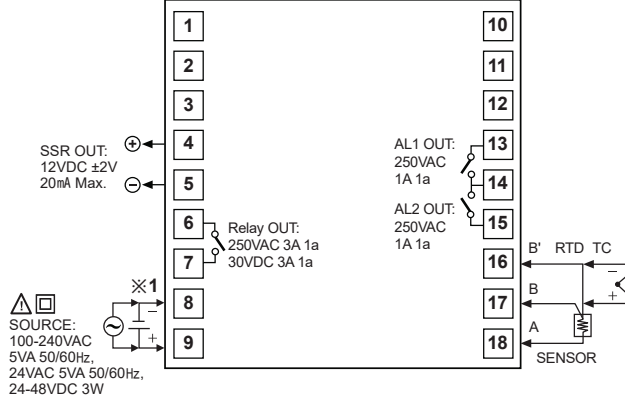 1
2
3
4
5
6
7
8
9
10
11
12
13
14
15
16
17
18
SSR OUT:
12VDC ±2V
20mA Max.
Relay OUT:
250VAC 3A 1a
30VDC 3A 1a
※1
SOURCE:
100-240VAC
5VA 50/60Hz,
24VAC 5VA 50/60Hz,
24-48VDC 3W
AL1 OUT:
250VAC
1A 1a
AL2 OUT:
250VAC
1A 1a
B' RTD TC
B
A
SENSOR